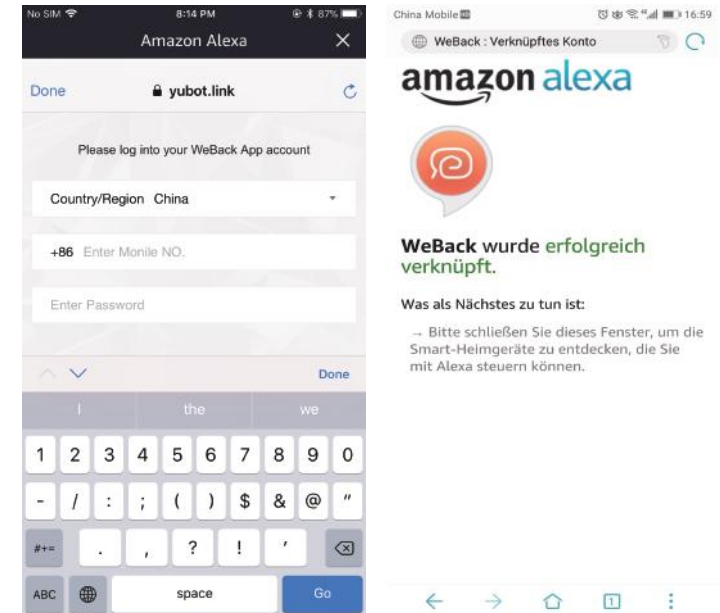 No SIM 8:14 PM 87%
Amazon Alexa
Done yubot.link
Please log into your WeBack App account
Country/Region China
+86 Enter Monile NO.
Enter Password
Done
I the we
1 2 3 4 5 6 7 8 9 0
- / : ; ( ) $ & @ "
#+= . , ? ! '
ABC space Go
China Mobile 16:59
WeBack : Verknüpftes Konto
amazon alexa
WeBack wurde erfolgreich
verknüpft.
Was als Nächstes zu tun ist:
→ Bitte schließen Sie dieses Fenster, um die
Smart-Heimgeräte zu entdecken, die Sie
mit Alexa steuern können.
1